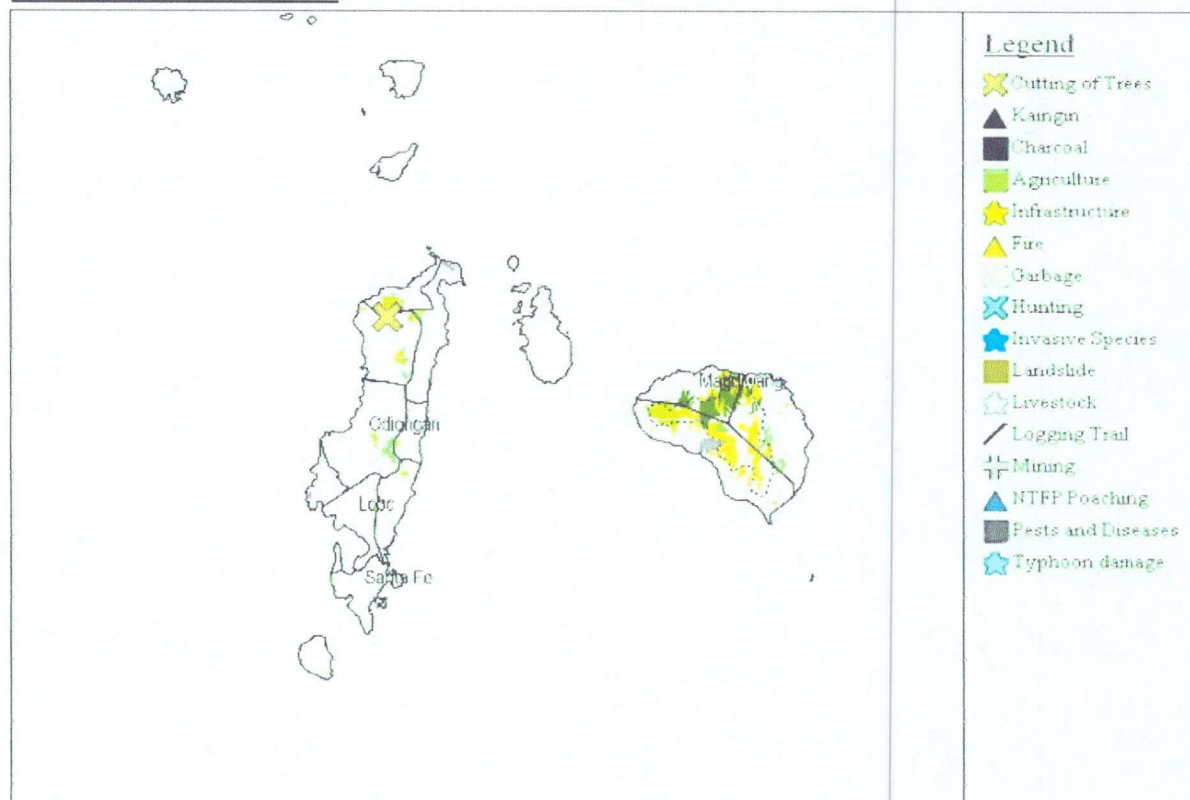 Legend
Cutting of Trees
Kaingin
Charcoal
Agriculture
Infrastructure
Fire
Garbage
Hunting
Invasive Species
Landslide
Livestock
Logging Trail
Mining
NTFP Poaching
Pests and Diseases
Typhoon damage
Odiongan
Looc
Santa Fe